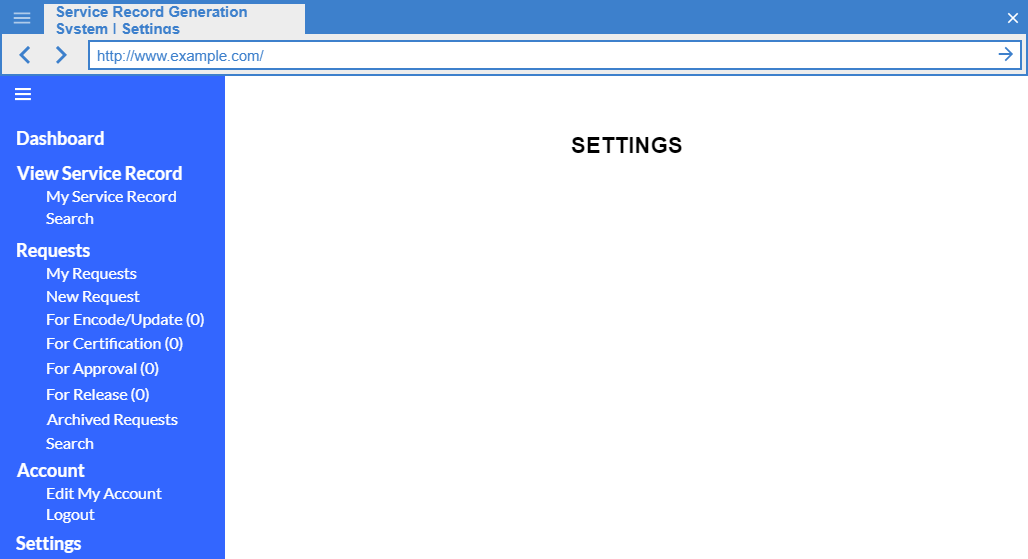 Service Record Generation
System | Settings
http://www.example.com/
Dashboard
View Service Record
My Service Record
Search
Requests
My Requests
New Request
For Encode/Update (0)
For Certification (0)
For Approval (0)
For Release (0)
Archived Requests
Search
Account
Edit My Account
Logout
Settings
SETTINGS